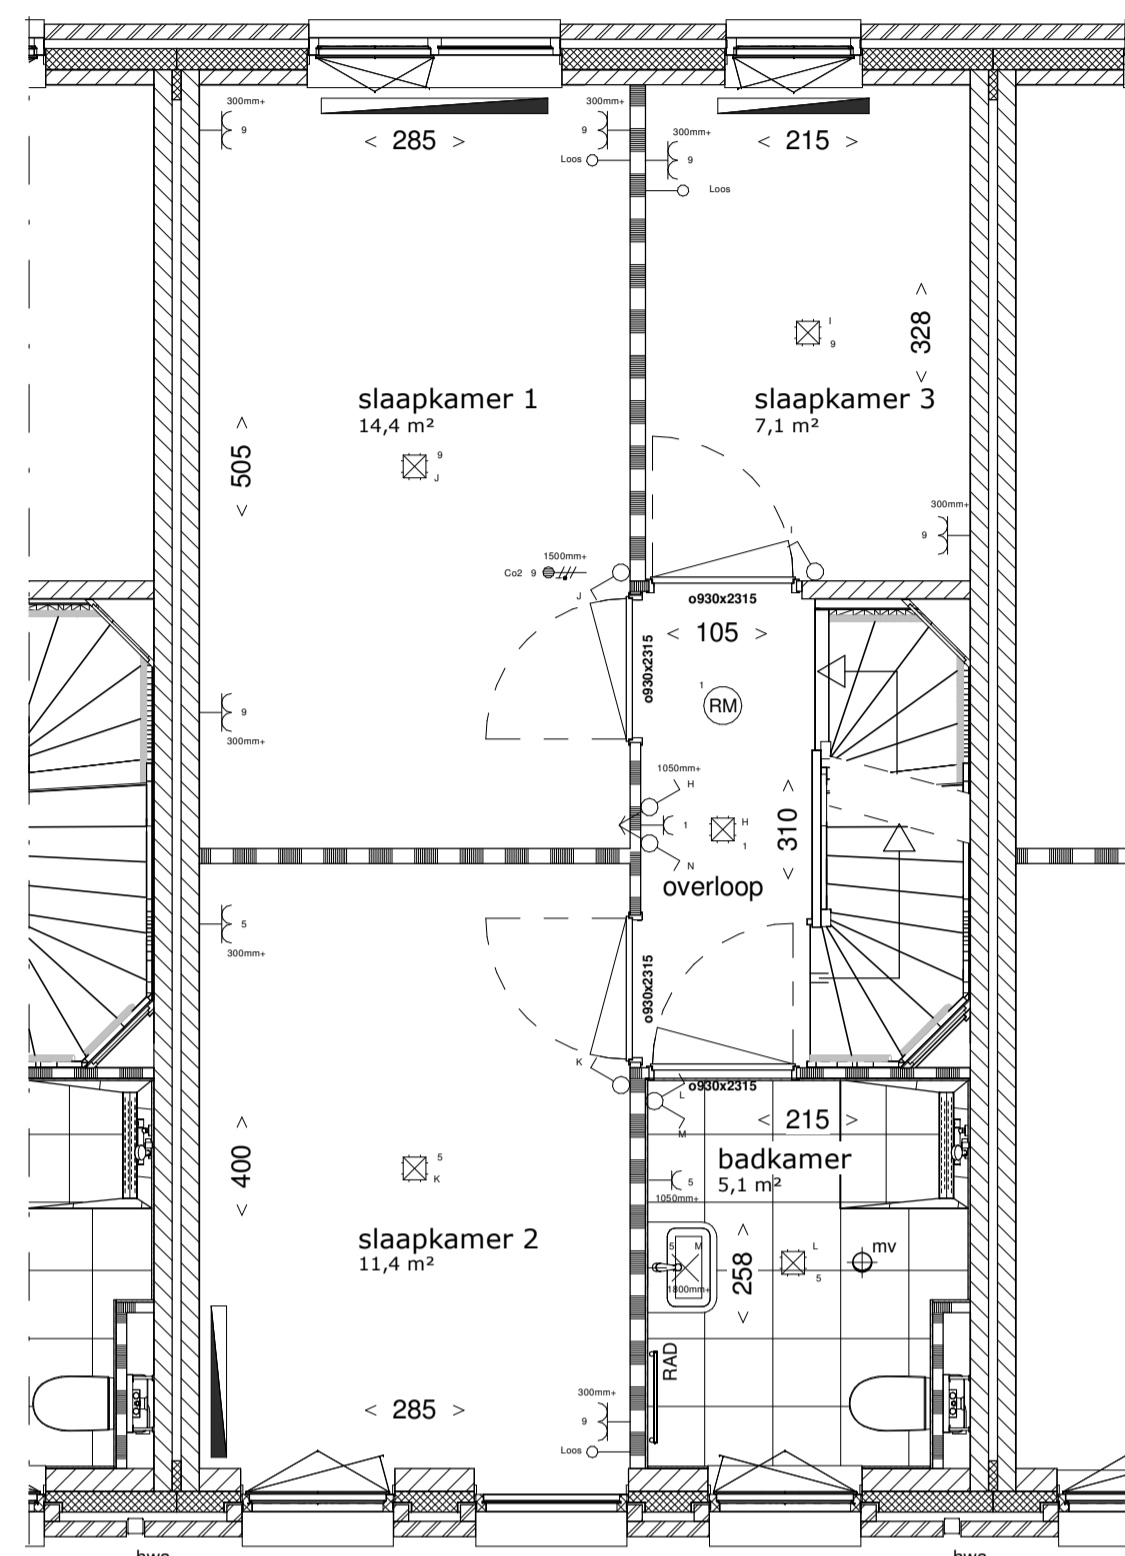 300mm+
9
< 285 >
300mm+
9
Loos
300mm+
9
Loos
< 215 >
< 328 >
I
9
slaapkamer 1
14,4 m²
9
J
< 505 >
slaapkamer 3
7,1 m²
300mm+
9
I
1500mm+
Co2 9
J
o930x2315
< 105 >
o930x2315
1
RM
9
300mm+
1050mm+
H
1
N
H
1
< 310 >
overloop
5
300mm+
o930x2315
K
o930x2315
L
M
< 215 >
badkamer
5,1 m²
5
1050mm+
< 400 >
5
K
slaapkamer 2
11,4 m²
5 M
1800mm+
< 258 >
L
5
mv
RAD
< 285 >
300mm+
9
Loos